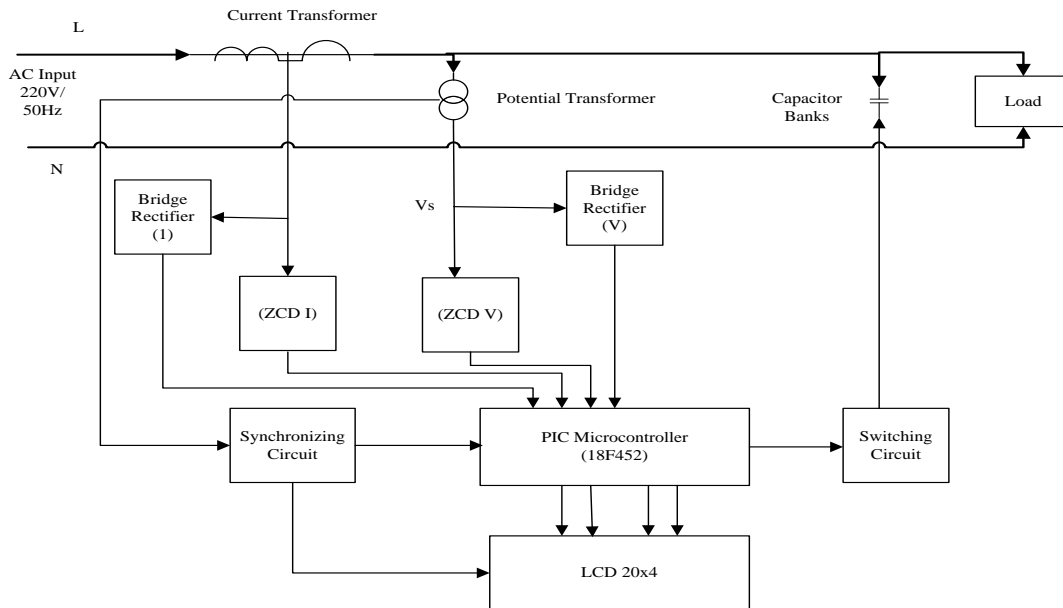 Current Transformer
L
AC Input
220V/
50Hz
Potential Transformer
Capacitor
Banks
Load
N
Bridge
Rectifier
(1)
Vs
Bridge
Rectifier
(V)
(ZCD I)
(ZCD V)
Synchronizing
Circuit
PIC Microcontroller
(18F452)
Switching
Circuit
LCD 20x4